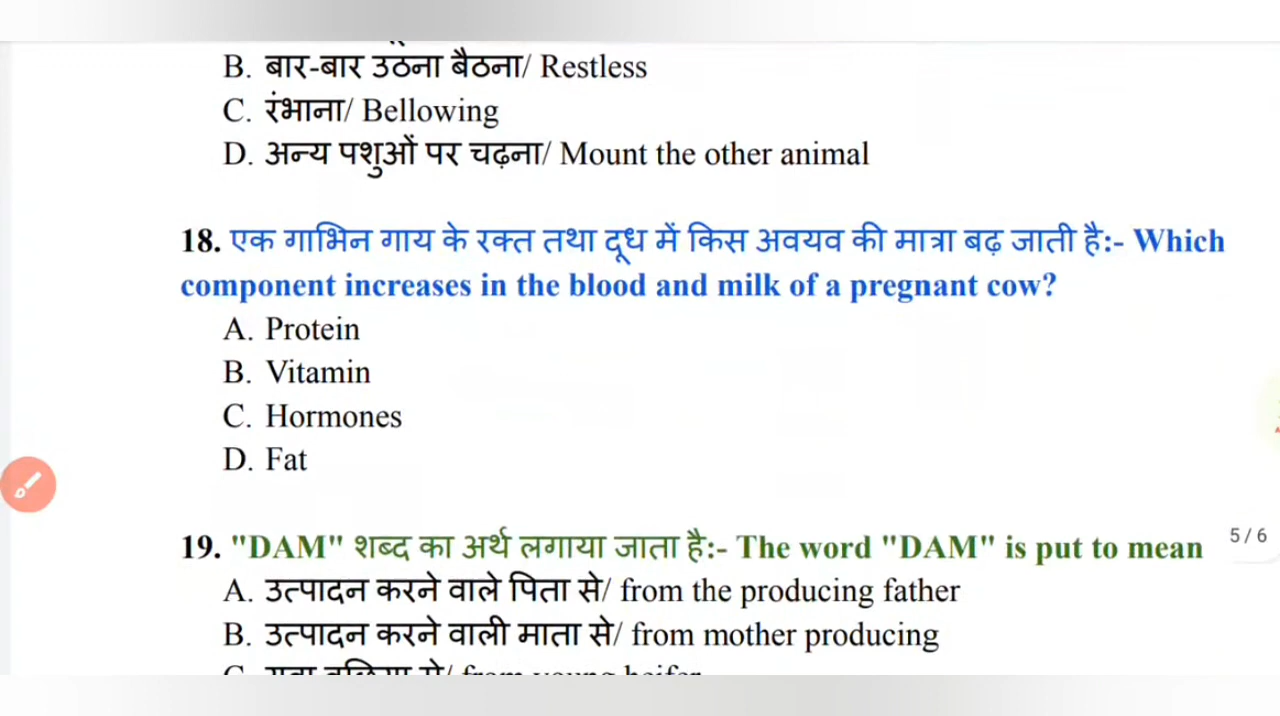 B. बार-बार उठना बैठना/ Restless
C. रंभाना/ Bellowing
D. अन्य पशुओं पर चढ़ना/ Mount the other animal
18. एक गाभिन गाय के रक्त तथा दूध में किस अवयव की मात्रा बढ़ जाती है:- Which
component increases in the blood and milk of a pregnant cow?
A. Protein
B. Vitamin
C. Hormones
D. Fat
19. "DAM" शब्द का अर्थ लगाया जाता है:- The word "DAM" is put to mean
5/6
A. उत्पादन करने वाले पिता से/ from the producing father
B. उत्पादन करने वाली माता से/ from mother producing
C. from young heifer